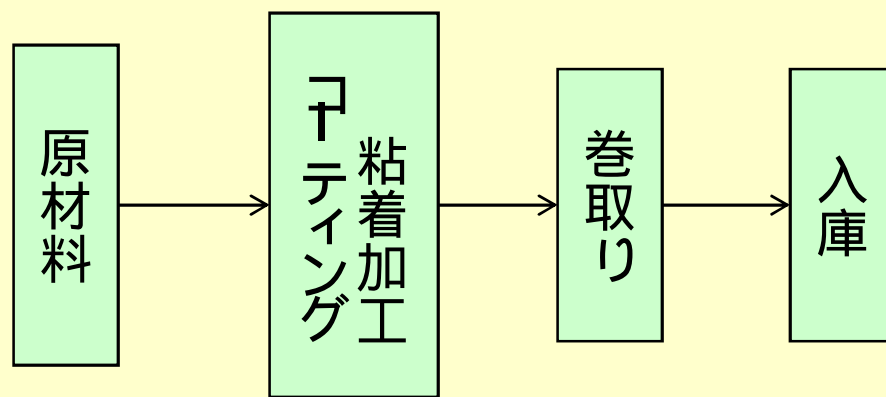 原材料
粘着加工
コーティング
巻取り
入庫